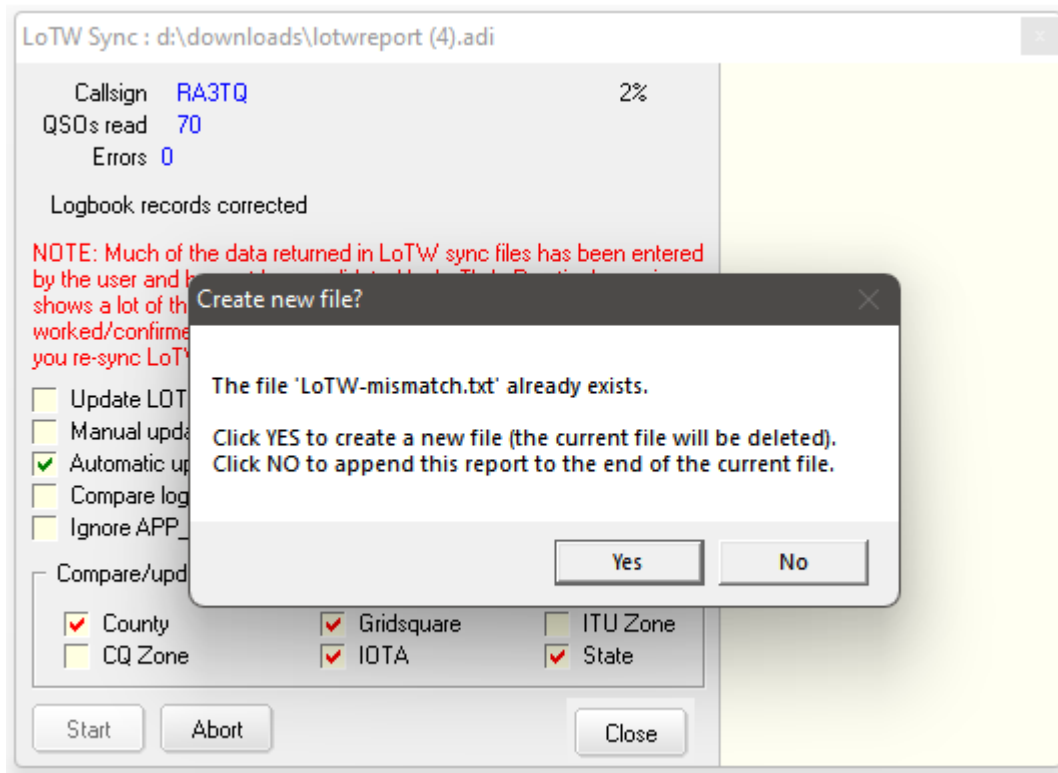 LoTW Sync : d:\downloads\lotwreport (4).adi
x
Callsign RA3TQ 2%
QSOs read 70
Errors 0
Logbook records corrected
NOTE: Much of the data returned in LoTW sync files has been entered
by the user and
shows a lot of
worked/confirme
you re-sync
Create new file?
The file 'LoTW-mismatch.txt' already exists.
Click YES to create a new file (the current file will be deleted).
Click NO to append this report to the end of the current file.
Yes No
Update LOT
Manual upda
Automatic up
Compare log
Ignore APP_
Compare/upd
County Gridsquare ITU Zone
CQ Zone IOTA State
Start Abort Close